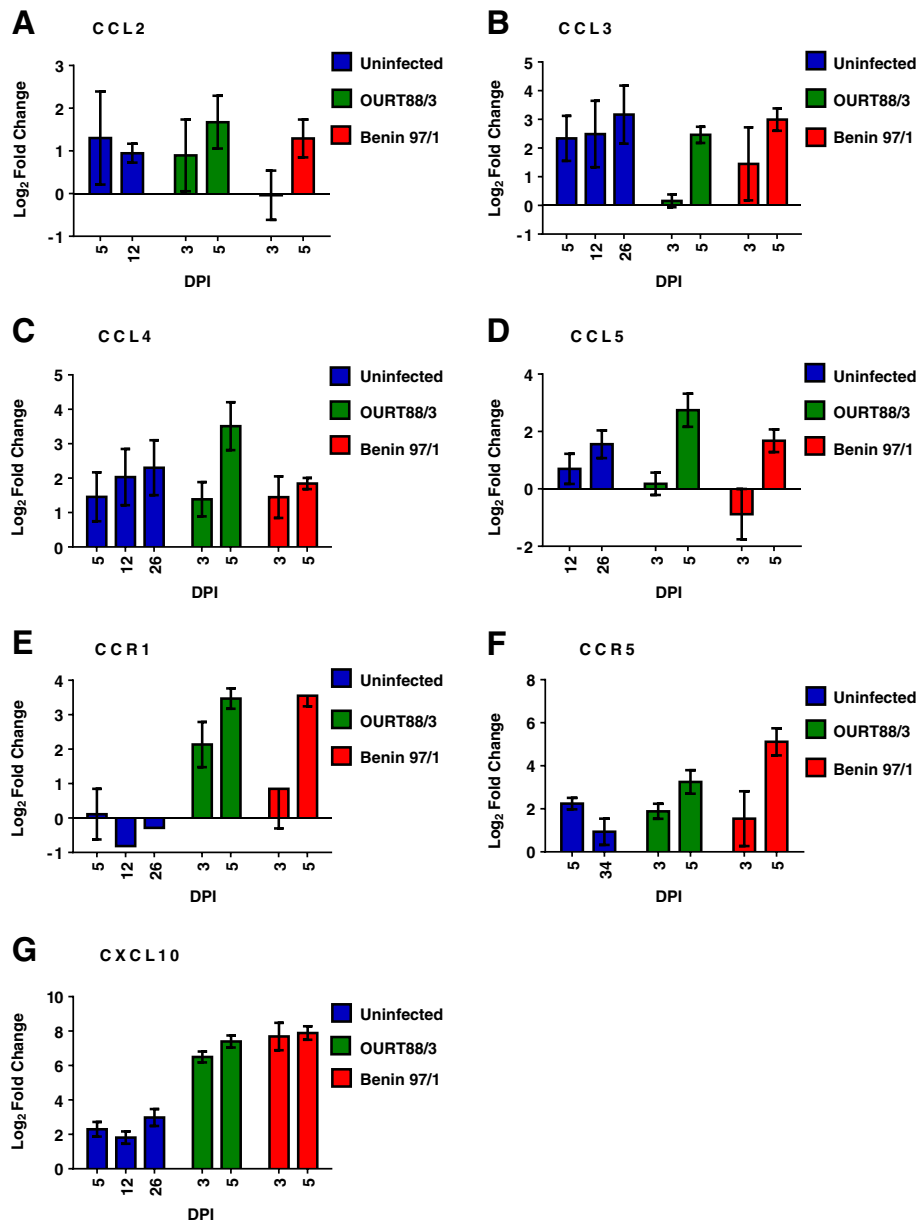 A CCL2
Log2 Fold Change
3
2
1
0
-1
5 12 3 5 3 5
DPI
Uninfected
OURT88/3
Benin 97/1
B CCL3
Log2 Fold Change
5
4
3
2
1
0
-1
5 12 26 3 5 3 5
DPI
Uninfected
OURT88/3
Benin 97/1
C CCL4
Log2 Fold Change
5
4
3
2
1
0
5 12 26 3 5 3 5
DPI
Uninfected
OURT88/3
Benin 97/1
D CCL5
Log2 Fold Change
4
2
0
-2
12 26 3 5 3 5
DPI
Uninfected
OURT88/3
Benin 97/1
E CCR1
Log2 Fold Change
4
3
2
1
0
-1
5 12 26 3 5 3 5
DPI
Uninfected
OURT88/3
Benin 97/1
F CCR5
Log2 Fold Change
8
6
4
2
0
5 34 3 5 3 5
DPI
Uninfected
OURT88/3
Benin 97/1
G CXCL10
Log2 Fold Change
10
8
6
4
2
0
5 12 26 3 5 3 5
DPI
Uninfected
OURT88/3
Benin 97/1